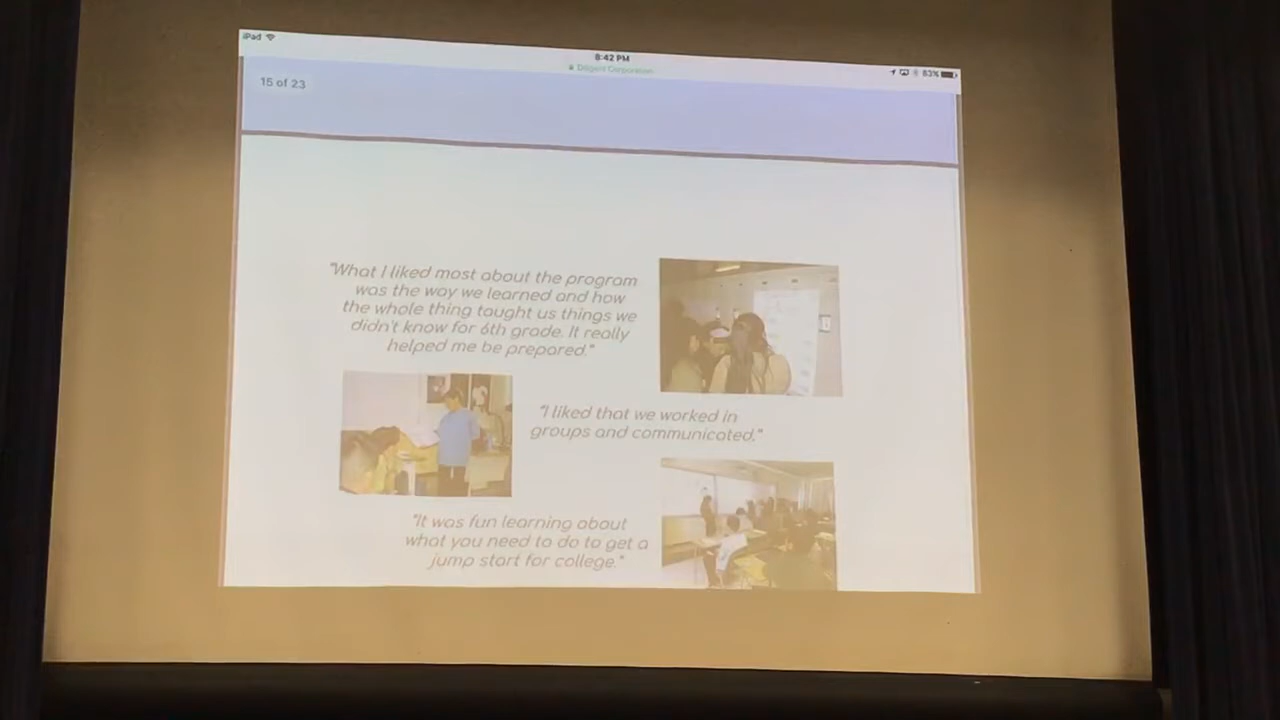 iPad
8:42 PM
Diligent Corporation
83%
15 of 23
"What I liked most about the program
was the way we learned and how
the whole thing taught us things we
didn't know for 6th grade. It really
helped me be prepared."
"I liked that we worked in
groups and communicated."
"It was fun learning about
what you need to do to get a
jump start for college."